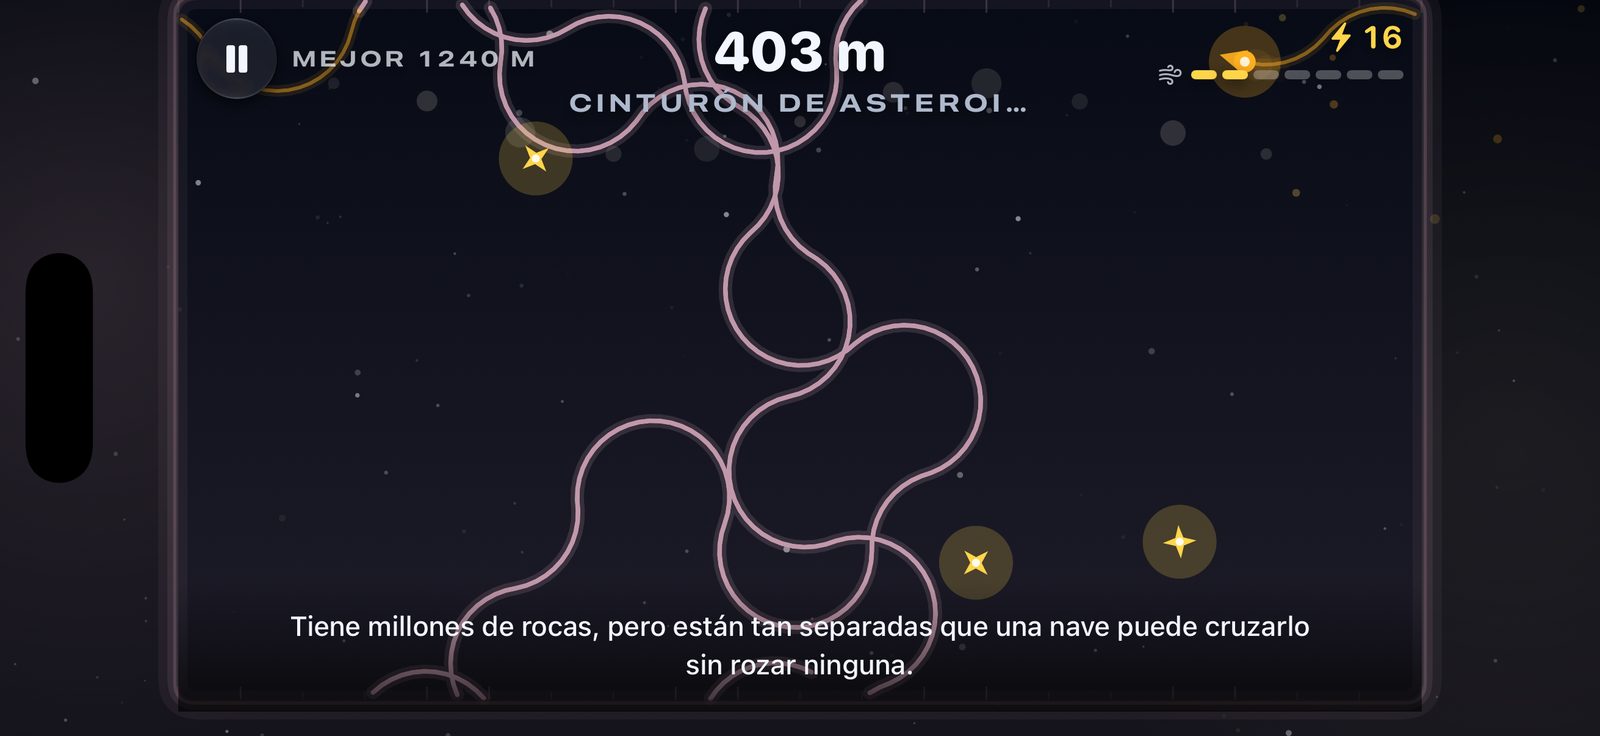 MEJOR 1240 M
403 m
⚡ 16
CINTURÓN DE ASTEROI…
Tiene millones de rocas, pero están tan separadas que una nave puede cruzarlo
sin rozar ninguna.